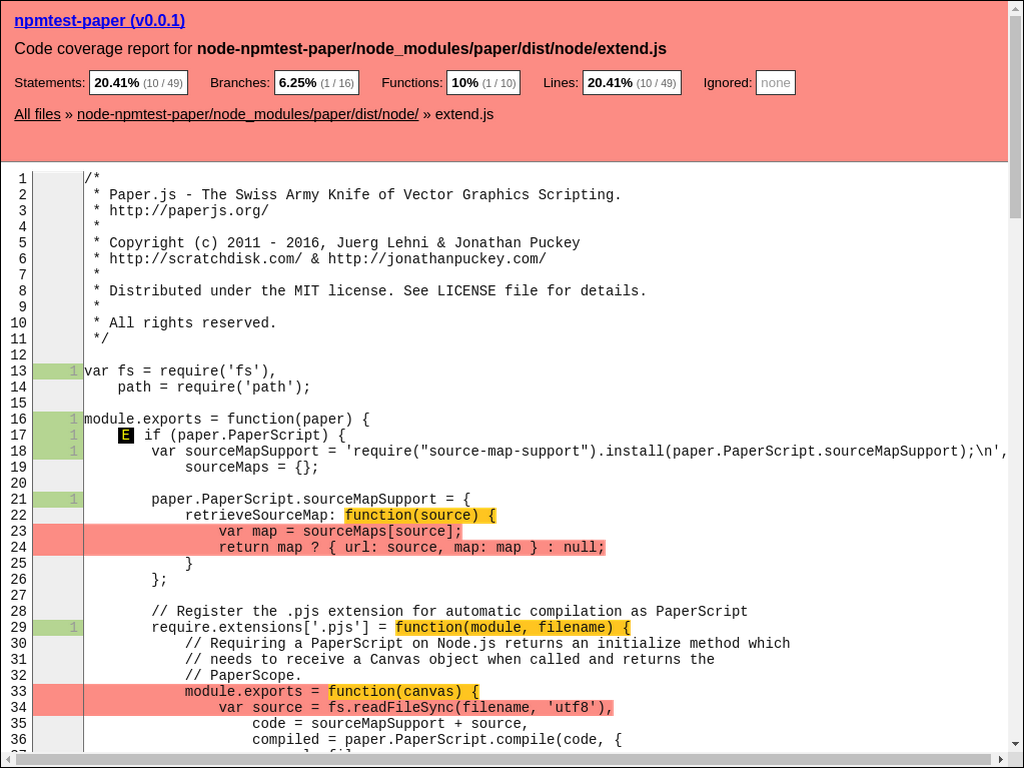 npmtest-paper (v0.0.1)
Code coverage report for node-npmtest-paper/node_modules/paper/dist/node/extend.js
Statements: 20.41% (10 / 49) Branches: 6.25% (1 / 16) Functions: 10% (1 / 10) Lines: 20.41% (10 / 49) Ignored: none
All files » node-npmtest-paper/node_modules/paper/dist/node/ » extend.js
1 /*
2  * Paper.js - The Swiss Army Knife of Vector Graphics Scripting.
3  * http://paperjs.org/
4  *
5  * Copyright (c) 2011 - 2016, Juerg Lehni & Jonathan Puckey
6  * http://scratchdisk.com/ & http://jonathanpuckey.com/
7  *
8  * Distributed under the MIT license. See LICENSE file for details.
9  *
10  * All rights reserved.
11  */
12
13 1 var fs = require('fs'),
14     path = require('path');
15
16 1 module.exports = function(paper) {
17 1     E if (paper.PaperScript) {
18 1         var sourceMapSupport = 'require("source-map-support").install(paper.PaperScript.sourceMapSupport);\n',
19             sourceMaps = {};
20
21 1         paper.PaperScript.sourceMapSupport = {
22             retrieveSourceMap: function(source) {
23                 var map = sourceMaps[source];
24                 return map ? { url: source, map: map } : null;
25             }
26         };
27
28         // Register the .pjs extension for automatic compilation as PaperScript
29 1         require.extensions['.pjs'] = function(module, filename) {
30             // Requiring a PaperScript on Node.js returns an initialize method which
31             // needs to receive a Canvas object when called and returns the
32             // PaperScope.
33             module.exports = function(canvas) {
34                 var source = fs.readFileSync(filename, 'utf8'),
35                     code = sourceMapSupport + source,
36                     compiled = paper.PaperScript.compile(code, {